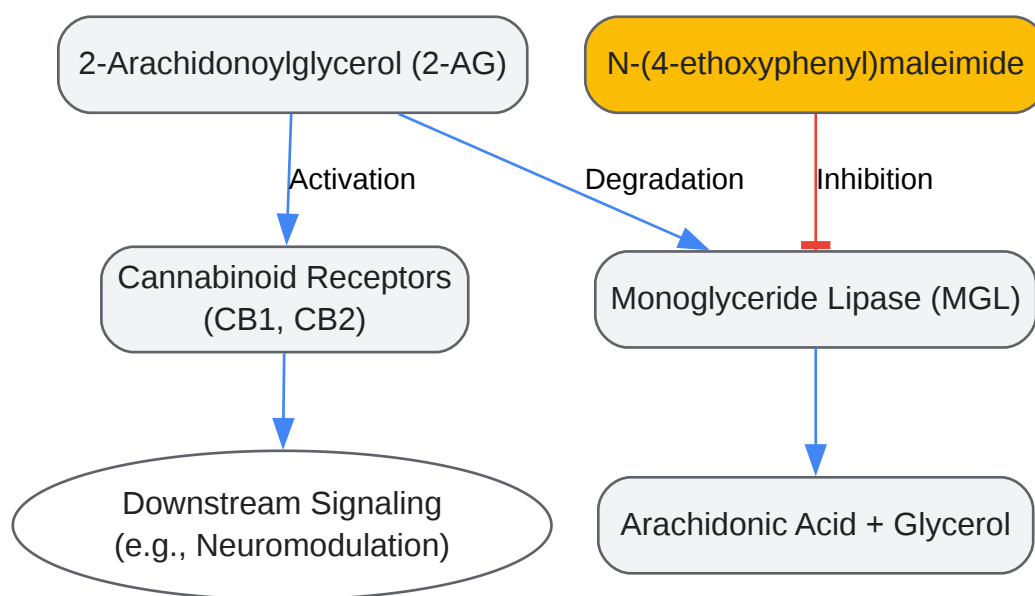 2-Arachidonoylglycerol (2-AG)
N-(4-ethoxyphenyl)maleimide
Activation
Degradation
Inhibition
Cannabinoid Receptors
(CB1, CB2)
Monoglyceride Lipase (MGL)
Downstream Signaling
(e.g., Neuromodulation)
Arachidonic Acid + Glycerol